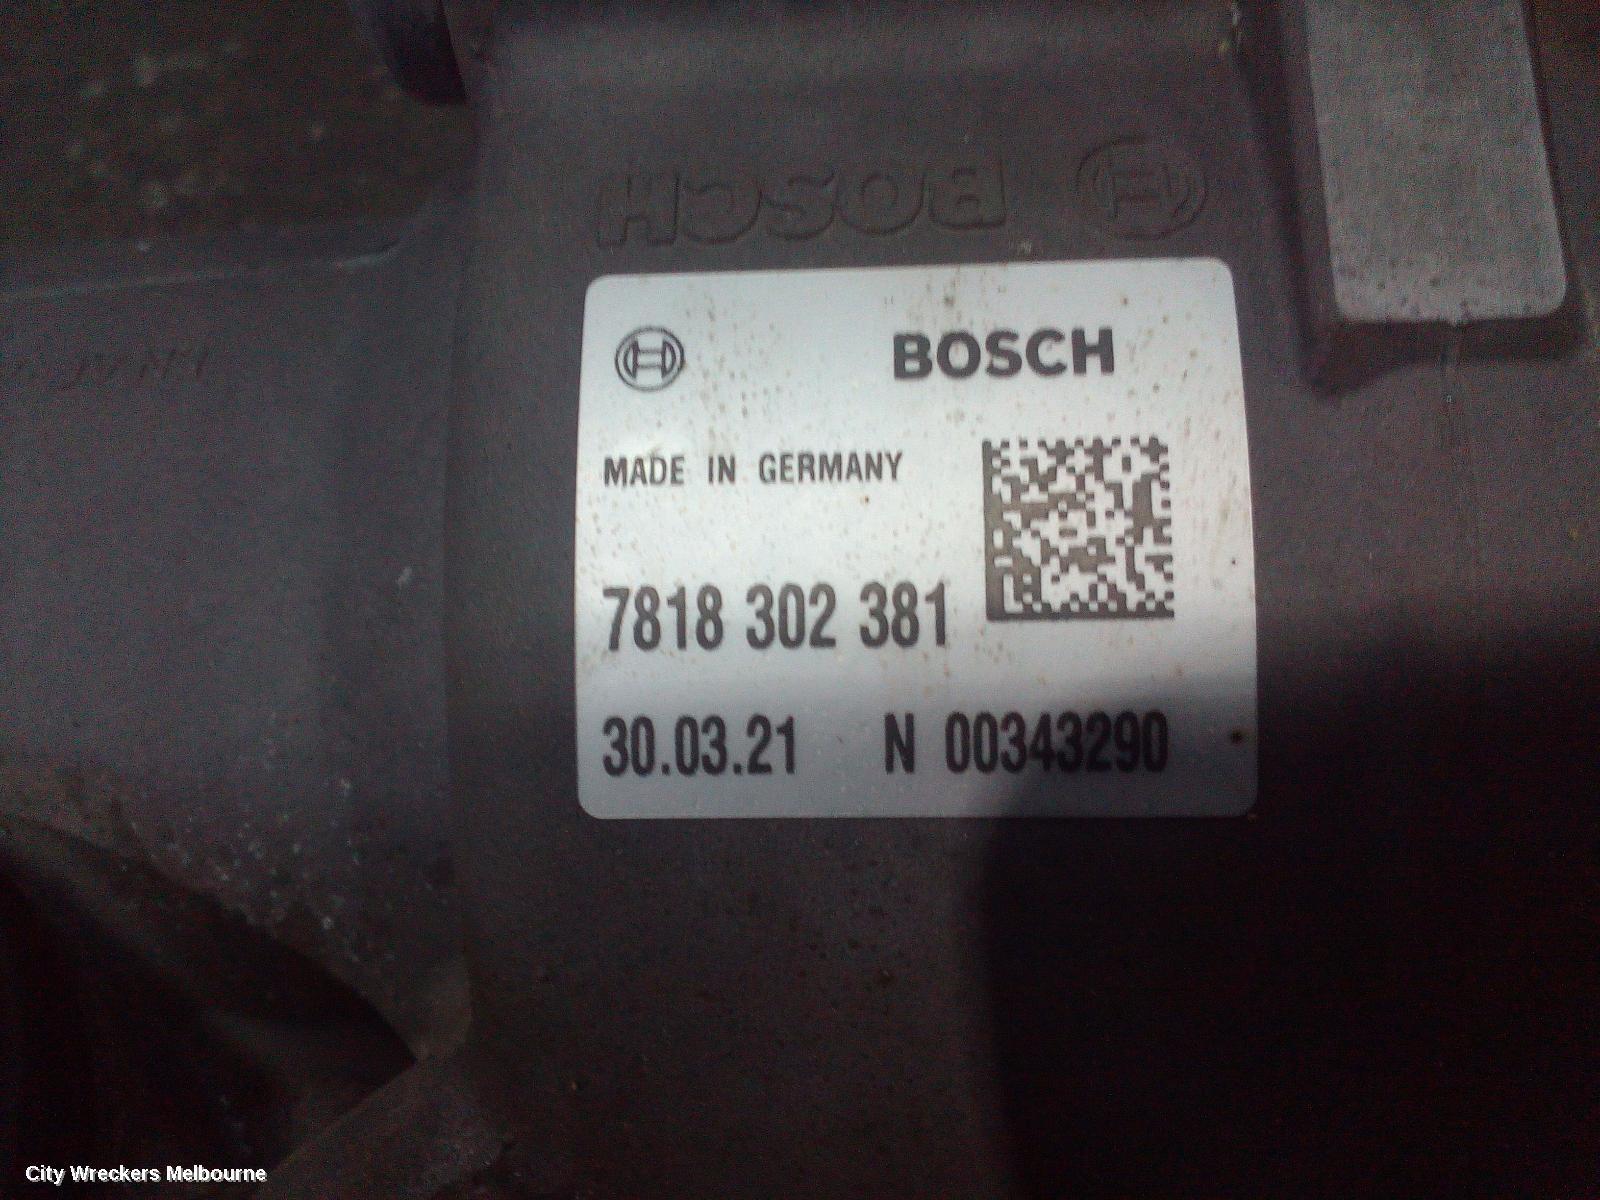 BOSCH
BOSCH
MADE IN GERMANY
7818 302 381
30.03.21 N 00343290
City Wreckers Melbourne